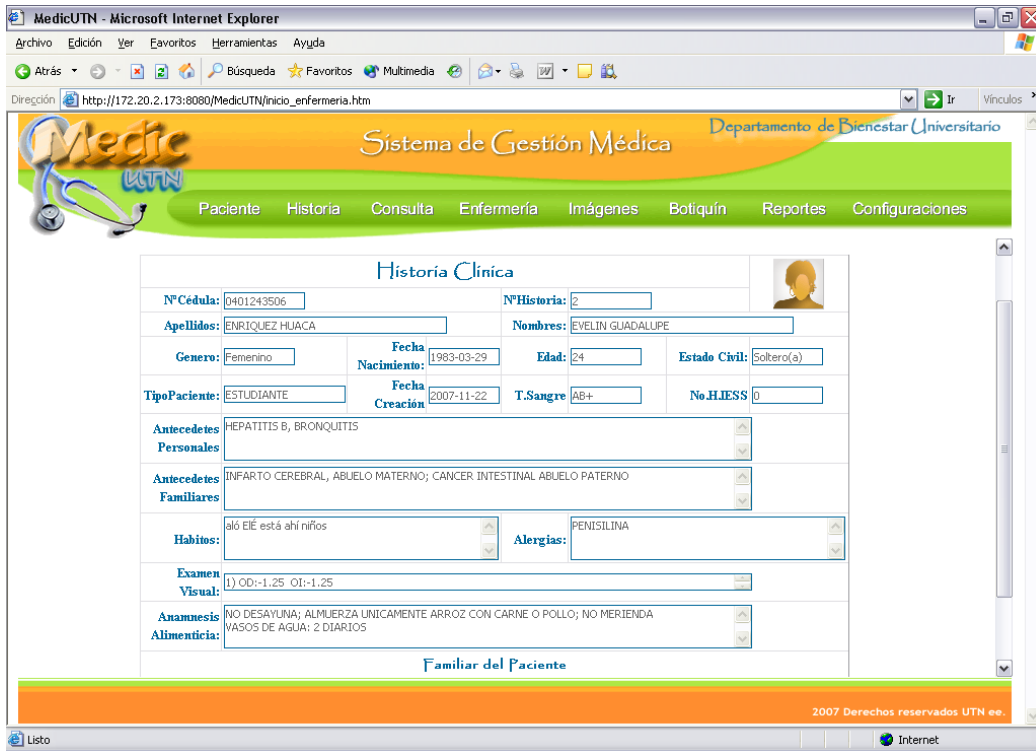 MedicUTN - Microsoft Internet Explorer
Archivo Edición Ver Favoritos Herramientas Ayuda
Atrás Búsqueda Favoritos Multimedia
Dirección http://172.20.2.173:8080/MedicUTN/inicio_enfermeria.htm Ir Vínculos
Departamento de Bienestar Universitario
Medic
UTN
Sistema de Gestión Médica
Paciente Historia Consulta Enfermería Imágenes Botiquín Reportes Configuraciones
Historia Clínica
NºCédula: 0401243506 NºHistoria: 2
Apellidos: ENRIQUEZ HUACA Nombres: EVELIN GUADALUPE
Genero: Femenino Fecha Nacimiento: 1983-03-29 Edad: 24 Estado Civil: Soltero(a)
TipoPaciente: ESTUDIANTE Fecha Creación 2007-11-22 T.Sangre AB+ No.H.IESS 0
Antecedetes Personales HEPATITIS B, BRONQUITIS
Antecedetes Familiares INFARTO CEREBRAL, ABUELO MATERNO; CANCER INTESTINAL ABUELO PATERNO
Habitos: aló ElÉ está ahí niños Alergias: PENISILINA
Examen Visual: 1) OD:-1.25 OI:-1.25
Anamnesis Alimenticia: NO DESAYUNA; ALMUERZA UNICAMENTE ARROZ CON CARNE O POLLO; NO MERIENDA
VASOS DE AGUA: 2 DIARIOS
Familiar del Paciente
2007 Derechos reservados UTN ee.
Listo Internet